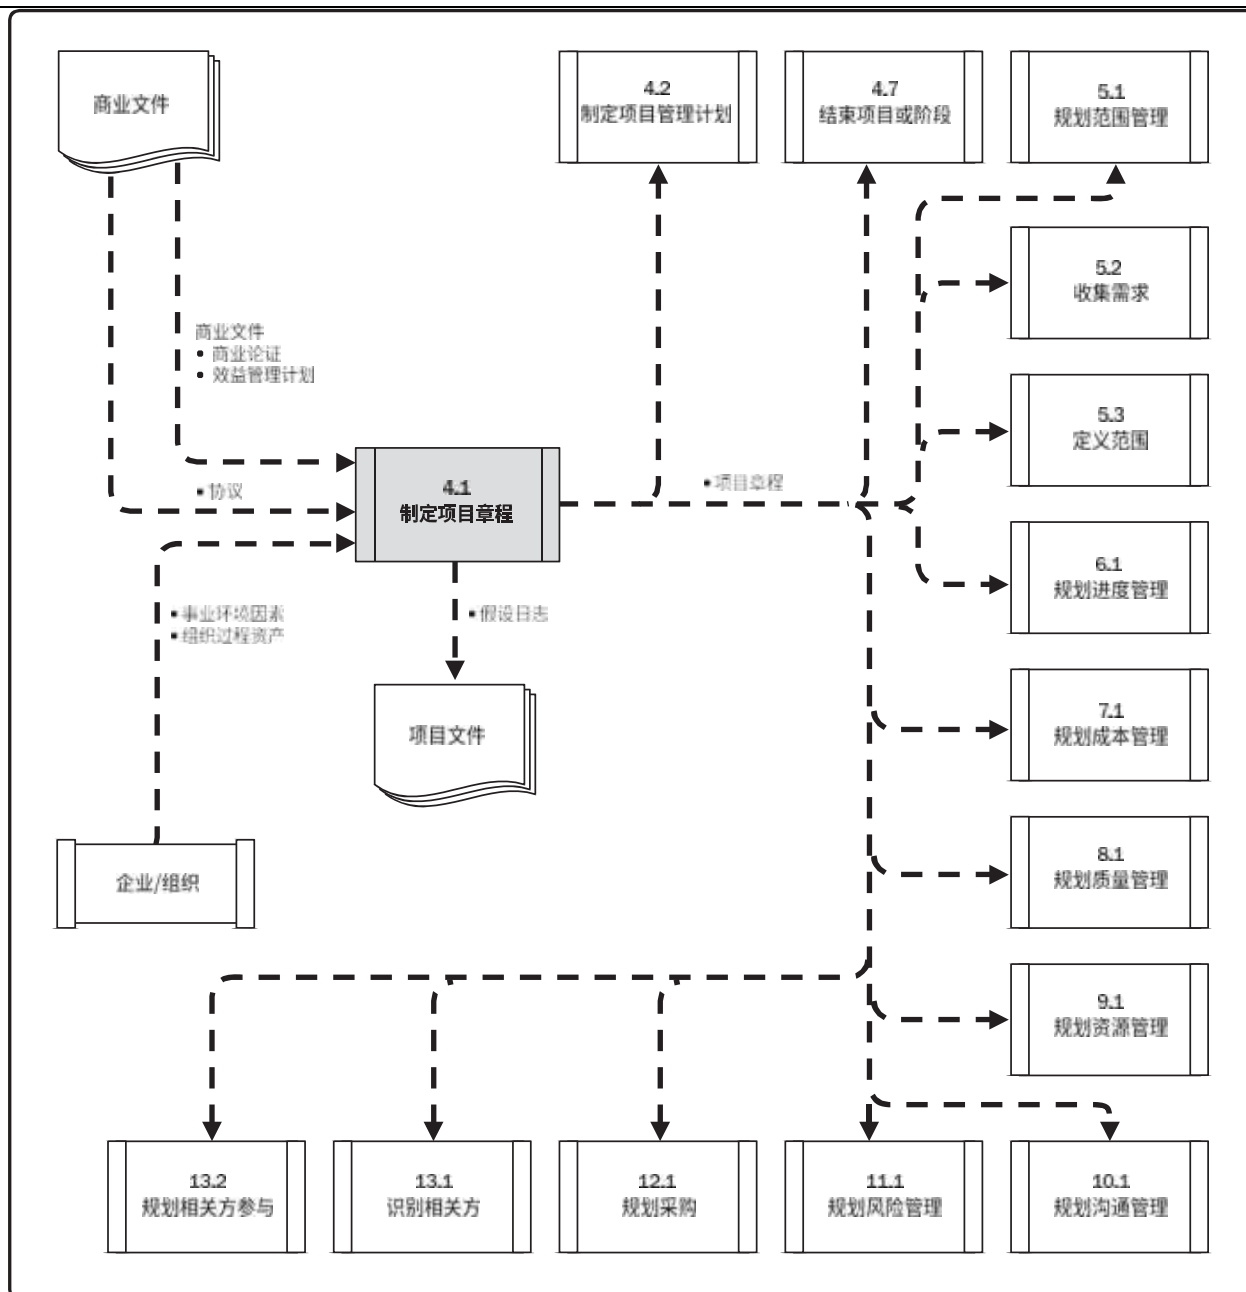 商业文件
4.2
制定项目管理计划
4.7
结束项目或阶段
5.1
规划范围管理
5.2
收集需求
商业文件
• 商业论证
• 效益管理计划
5.3
定义范围
▪ 协议
4.1
制定项目章程
▪ 项目章程
6.1
规划进度管理
▪ 事业环境因素
▪ 组织过程资产
▪ 假设日志
项目文件
7.1
规划成本管理
企业/组织
8.1
规划质量管理
9.1
规划资源管理
13.2
规划相关方参与
13.1
识别相关方
12.1
规划采购
11.1
规划风险管理
10.1
规划沟通管理